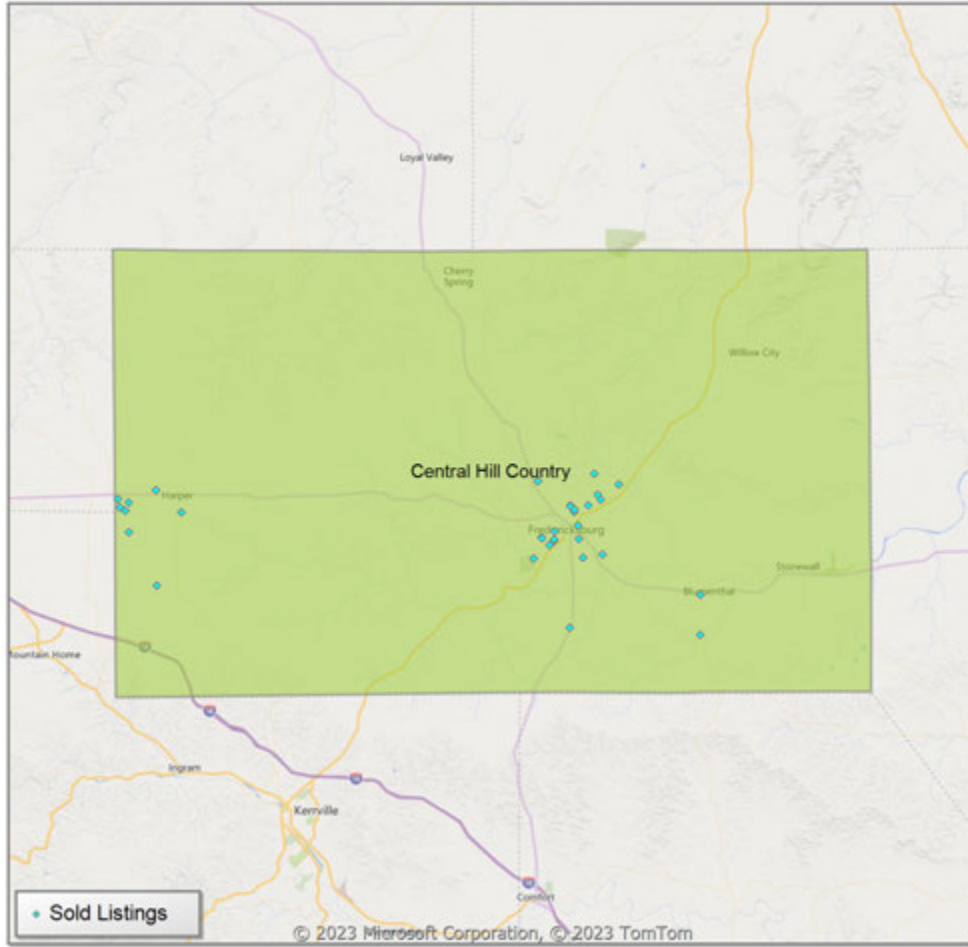 Loyal Valley
Cherry
Spring
Willow City
Central Hill Country
Harper
Fredericksburg
Stonewall
Blumenthal
Mountain Home
Ingram
Kerrville
Comfort
Sold Listings
© 2023 Microsoft Corporation, © 2023 TomTom